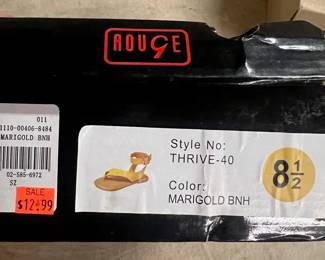 ROUGE
011
1110-00406-8484
MARIGOLD BNH
02-585-6972
SZ
SALE
$12.99
Style No:
THRIVE-40
Color:
MARIGOLD BNH
8 1/2